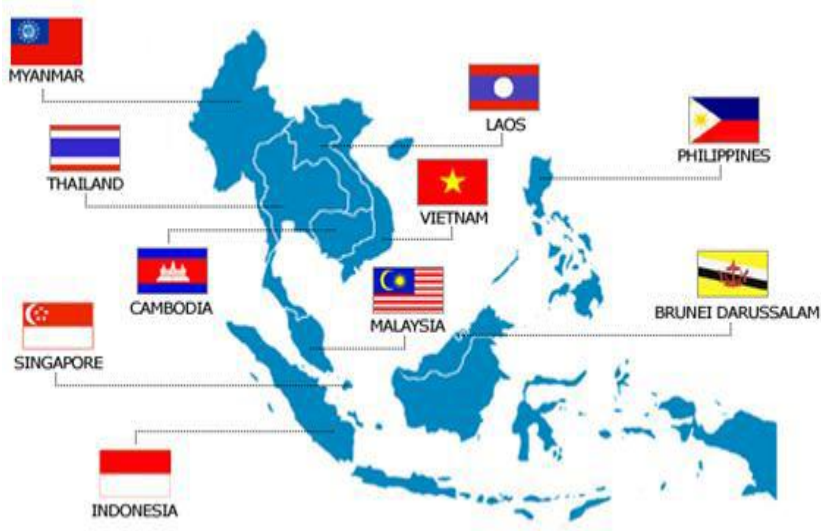 MYANMAR
LAOS
PHILIPPINES
THAILAND
VIETNAM
CAMBODIA
MALAYSIA
BRUNEI DARUSSALAM
SINGAPORE
INDONESIA